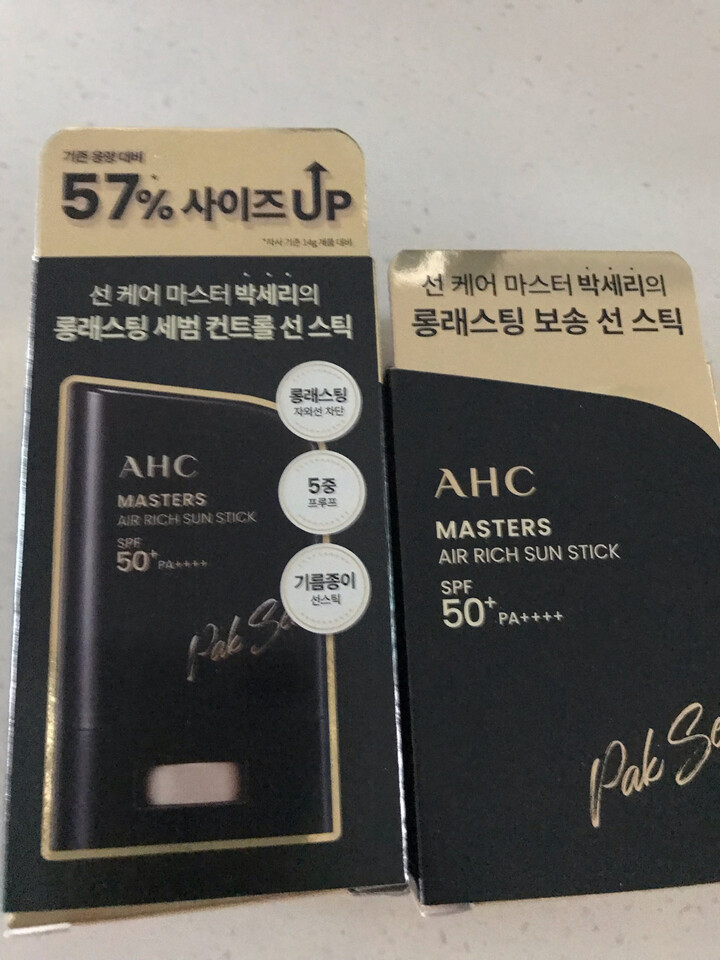 기존 용량 대비
57% 사이즈 UP
*자사 기존 14g 제품 대비
선 케어 마스터 박세리의
롱래스팅 세범 컨트롤 선 스틱
롱래스팅
자외선 차단
5중
프루프
기름종이
선스틱
AHC
MASTERS
AIR RICH SUN STICK
SPF
50+ PA++++
Pak Se
선 케어 마스터 박세리의
롱래스팅 보송 선 스틱
AHC
MASTERS
AIR RICH SUN STICK
SPF
50+ PA++++
Pak Se